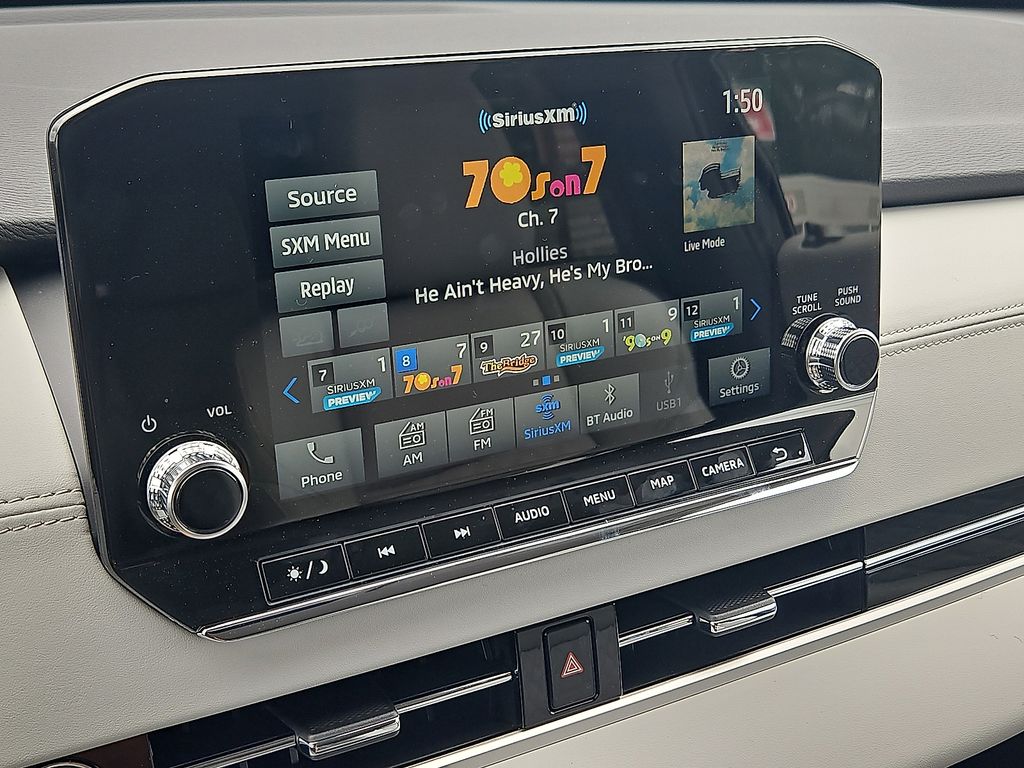 SiriusXM
1:50
70s on 7
Ch. 7
Source
SXM Menu
Replay
Hollies
He Ain't Heavy, He's My Bro...
Live Mode
7 1
SIRIUSXM
PREVIEW
8 7
70s on 7
9 27
The Bridge
10 1
SIRIUSXM
PREVIEW
11 9
'90s on 9
12 1
SIRIUSXM
PREVIEW
TUNE
SCROLL
PUSH
SOUND
VOL
Phone
AM
AM
FM
FM
sxm
SiriusXM
BT Audio
USB1
Settings
AUDIO
MENU
MAP
CAMERA